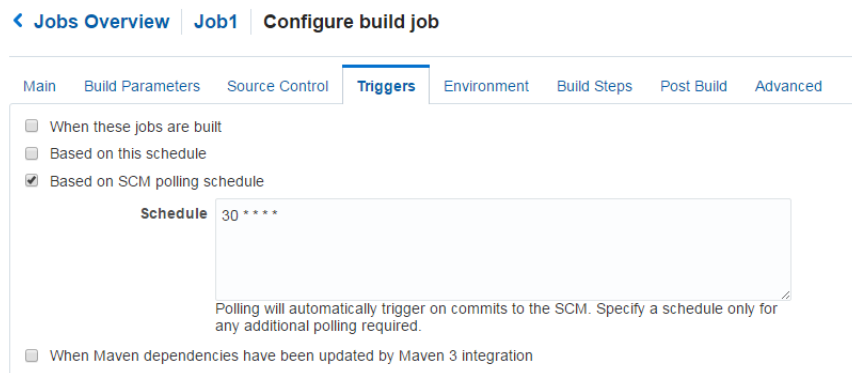 Jobs Overview Job1 Configure build job
Main Build Parameters Source Control Triggers Environment Build Steps Post Build Advanced
When these jobs are built
Based on this schedule
Based on SCM polling schedule
Schedule 30 * * * *
Polling will automatically trigger on commits to the SCM. Specify a schedule only for
any additional polling required.
When Maven dependencies have been updated by Maven 3 integration